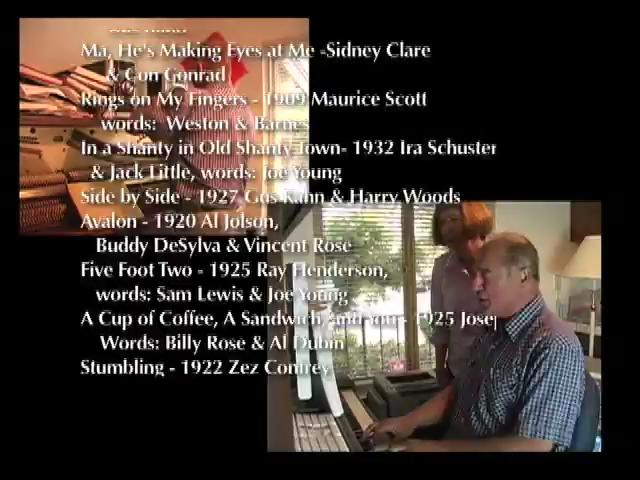 Ma, He's Making Eyes at Me -Sidney Clare
& Con Conrad
Rings on My Fingers - 1909 Maurice Scott
words: Weston & Barnes
In a Shanty in Old Shanty Town- 1932 Ira Schuster
& Jack Little, words: Joe Young
Side by Side - 1927 Gus Kahn & Harry Woods
Avalon - 1920 Al Jolson,
Buddy DeSylva & Vincent Rose
Five Foot Two - 1925 Ray Henderson,
words: Sam Lewis & Joe Young
A Cup of Coffee, A Sandwich, and You - 1925 Josep
Words: Billy Rose & Al Dubin
Stumbling - 1922 Zez Confrey